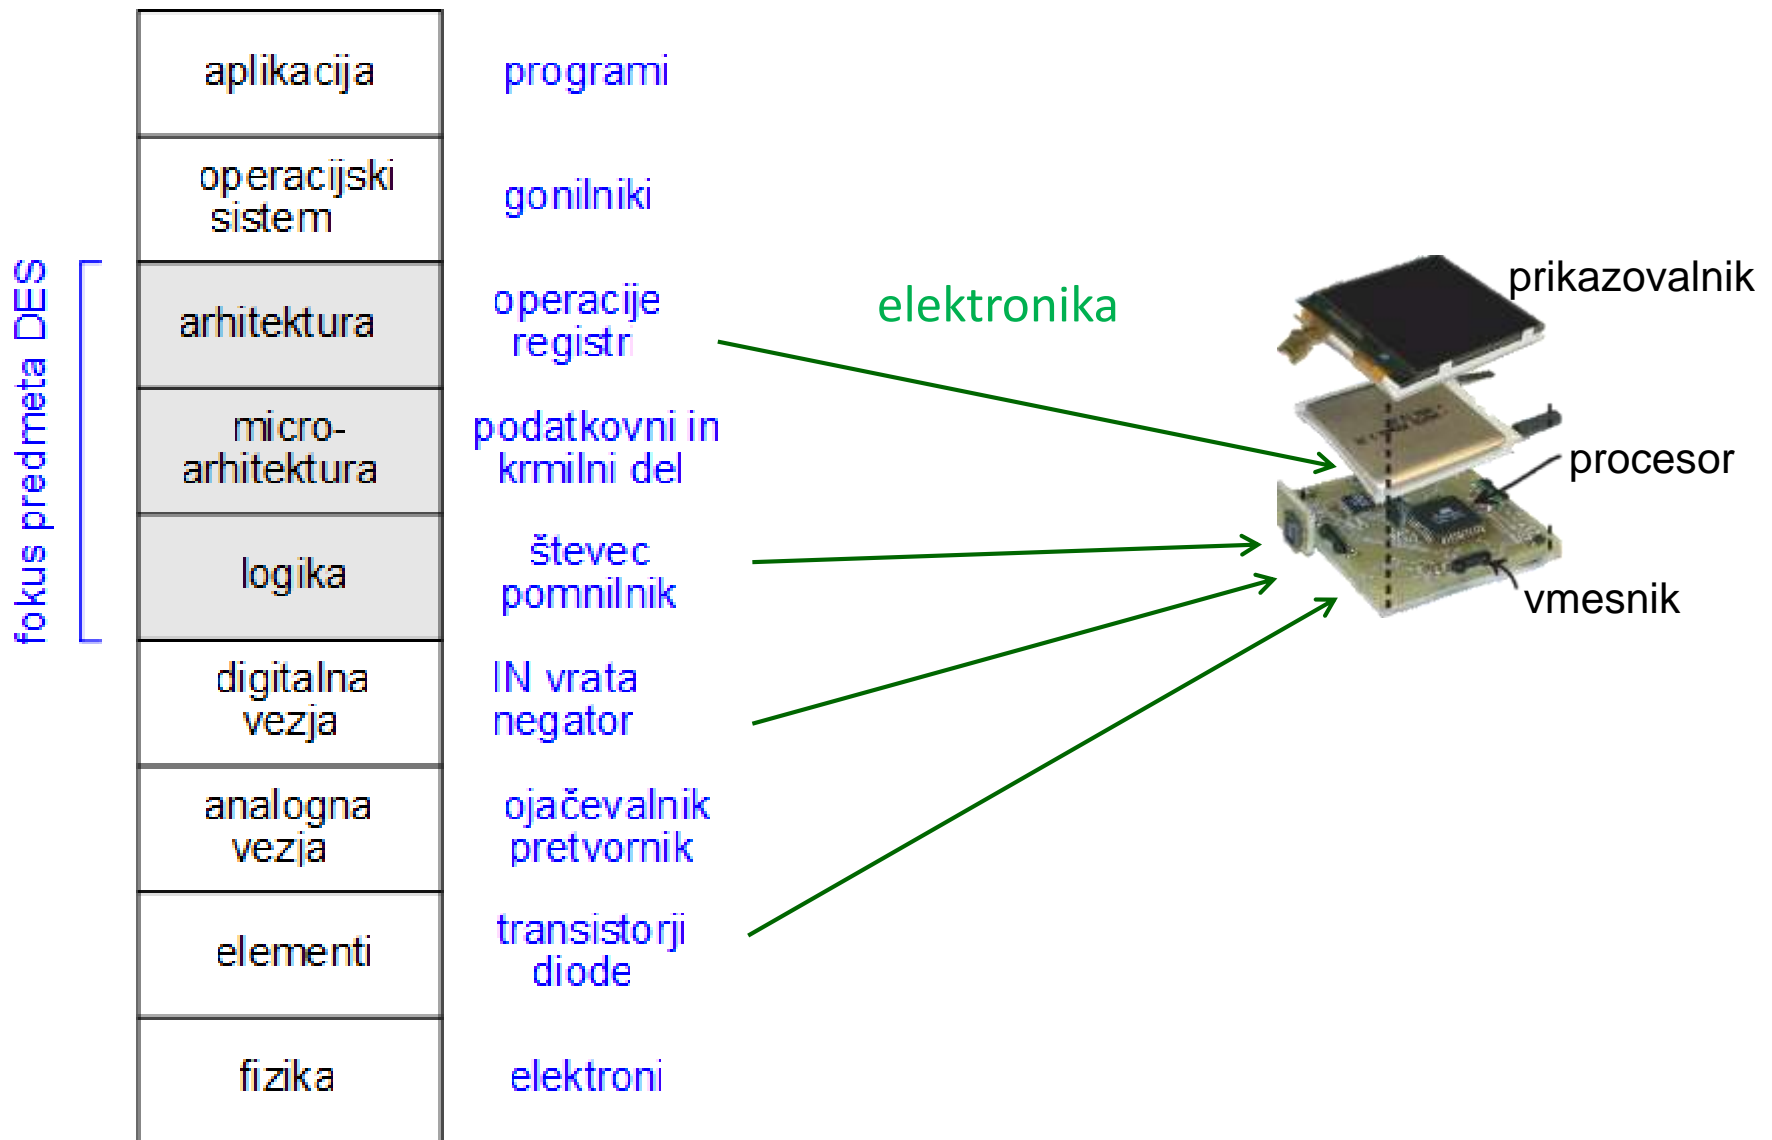 aplikacija
programi
operacijski
sistem
gonilniki
fokus predmeta DES
arhitektura
operacije
registri
elektronika
prikazovalnik
micro-
arhitektura
podatkovni in
krmilni del
procesor
logika
števec
pomnilnik
vmesnik
digitalna
vezja
IN vrata
negator
analogna
vezja
ojačevalnik
pretvornik
elementi
transistorji
diode
fizika
elektroni